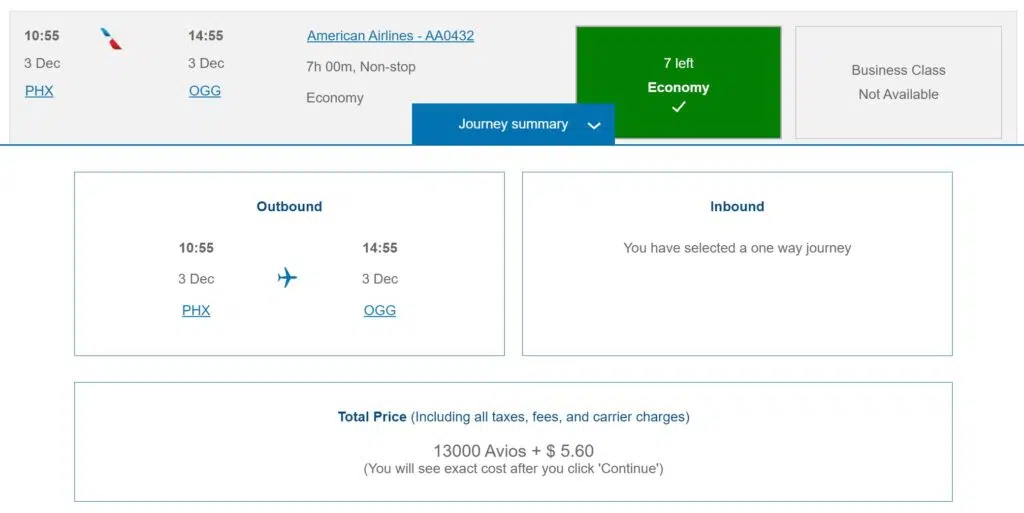 10:55
14:55
American Airlines - AA0432
3 Dec
3 Dec
7h 00m, Non-stop
PHX
OGG
Economy
7 left
Economy
Business Class
Not Available
Journey summary
Outbound
10:55
14:55
3 Dec
3 Dec
PHX
OGG
Inbound
You have selected a one way journey
Total Price (Including all taxes, fees, and carrier charges)
13000 Avios + $ 5.60
(You will see exact cost after you click 'Continue')